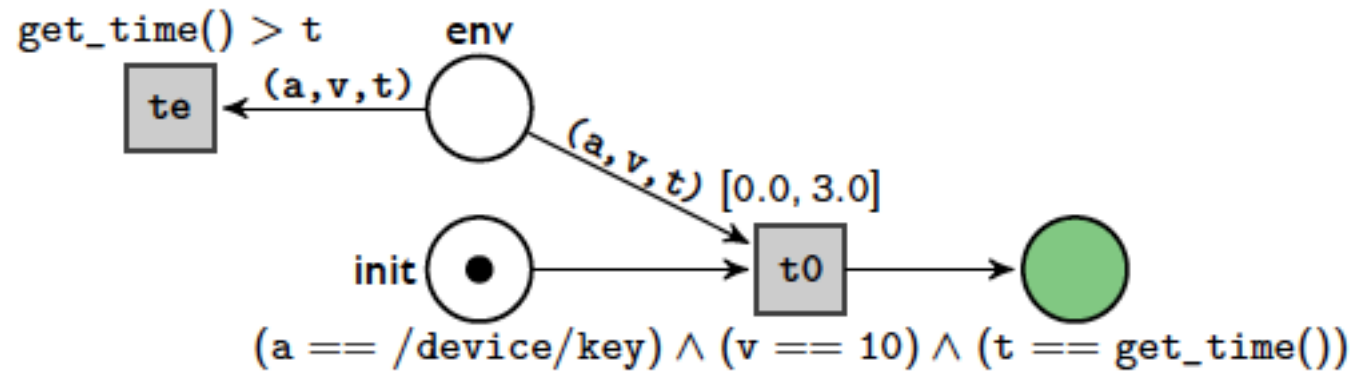 get_time() > t
env
te
(a,v,t)
(a,v,t)
[0.0, 3.0]
init
t0
(a == /device/key) ∧ (v == 10) ∧ (t == get_time())